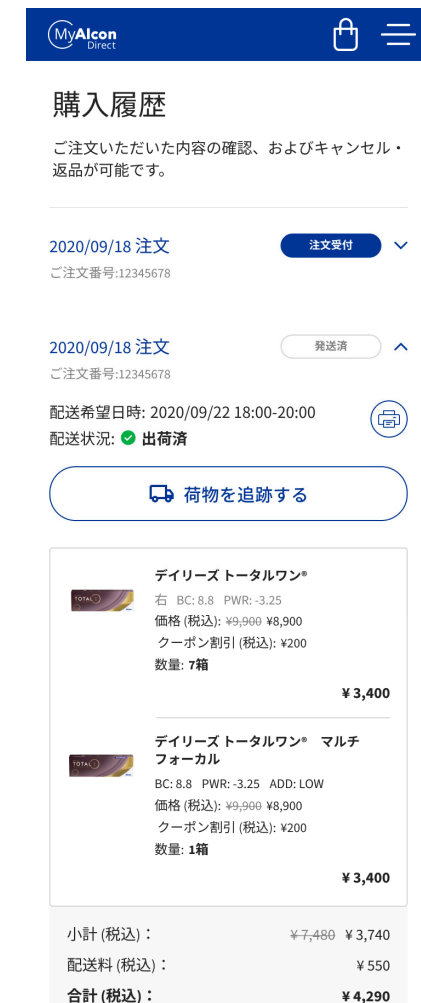 MyAlcon
Direct
購入履歴
ご注文いただいた内容の確認、およびキャンセル・
返品が可能です。
2020/09/18 注文
注文受付
ご注文番号:12345678
2020/09/18 注文
発送済
ご注文番号:12345678
配送希望日時: 2020/09/22 18:00-20:00
配送状況: 出荷済
荷物を追跡する
デイリーズ トータルワン®
TOTAL1
右 BC: 8.8 PWR: -3.25
価格 (税込): ¥9,900 ¥8,900
クーポン割引 (税込): ¥200
数量: 7箱
¥ 3,400
デイリーズ トータルワン® マルチ
フォーカル
TOTAL1
BC: 8.8 PWR: -3.25 ADD: LOW
価格 (税込): ¥9,900 ¥8,900
クーポン割引 (税込): ¥200
数量: 1箱
¥ 3,400
小計 (税込)： ¥ 7,480 ¥ 3,740
配送料 (税込)： ¥ 550
合計 (税込)： ¥ 4,290